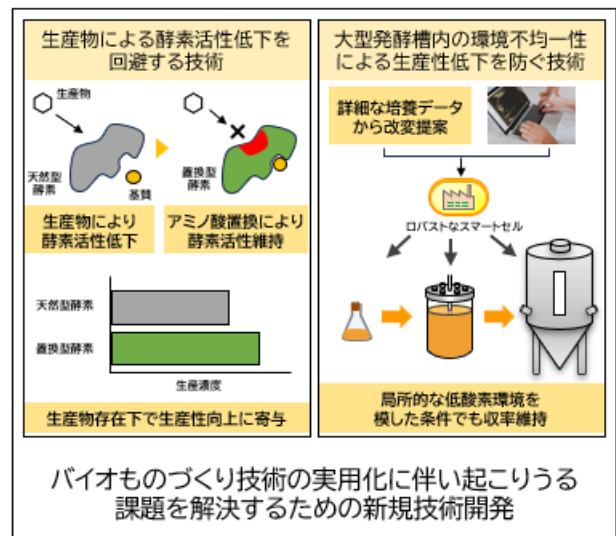 生産物による酵素活性低下を
回避する技術
生産物
天然型
酵素
基質
置換型
酵素
生産物により
酵素活性低下
アミノ酸置換により
酵素活性維持
天然型酵素
置換型酵素
生産濃度
生産物存在下で生産性向上に寄与
大型発酵槽内の環境不均一性
による生産性低下を防ぐ技術
詳細な培養データ
から改変提案
ロバストなスマートセル
局所的な低酸素環境を
模した条件でも収率維持
バイオものづくり技術の実用化に伴い起こりうる
課題を解決するための新規技術開発